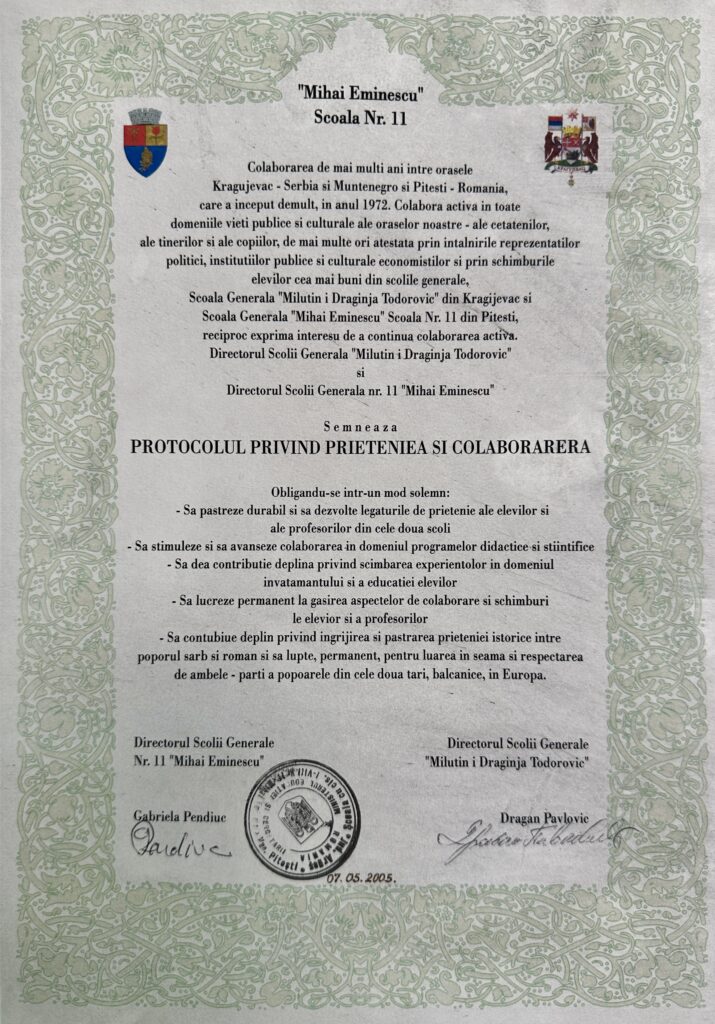 "Mihai Eminescu"
Scoala Nr. 11
Colaborarea de mai multi ani intre orasele
Kragujevac - Serbia si Muntenegro si Pitesti - Romania,
care a inceput demult, in anul 1972. Colabora activa in toate
domeniile vieti publice si culturale ale oraselor noastre - ale cetatenilor,
ale tinerilor si ale copiilor, de mai multe ori atestata prin intalnirile reprezentatilor
politici, institutiilor publice si culturale economistilor si prin schimburile
elevilor cea mai buni din scolile generale,
Scoala Generala "Milutin i Draginja Todorovic" din Kragijevac si
Scoala Generala "Mihai Eminescu" Scoala Nr. 11 din Pitesti,
reciproc exprima interesu de a continua colaborarea activa.
Directorul Scolii Generala "Milutin i Draginja Todorovic"
si
Directorul Scolii Generala nr. 11 "Mihai Eminescu"
Semneaza
PROTOCOLUL PRIVIND PRIETENIEA SI COLABORARERA
Obligandu-se intr-un mod solemn:
- Sa pastreze durabil si sa dezvolte legaturile de prietenie ale elevilor si
ale profesorilor din cele doua scoli
- Sa stimuleze si sa avanseze colaborarea in domeniul programelor didactice si stiintifice
- Sa dea contributie deplina privind scimbarea experientolor in domeniul
invatamantului si a educatiei elevilor
- Sa lucreze permanent la gasirea aspectelor de colaborare si schimburi
le elevior si a profesorilor
- Sa contubiue deplin privind ingrijirea si pastrarea prieteniei istorice intre
poporul sarb si roman si sa lupte, permanent, pentru luarea in seama si respectarea
de ambele - parti a popoarele din cele doua tari, balcanice, in Europa.
Directorul Scolii Generale
Nr. 11 "Mihai Eminescu"
Directorul Scolii Generale
"Milutin i Draginja Todorovic"
Gabriela Pendiuc
Dragan Pavlovic
ROMANIA
07.05.2005.